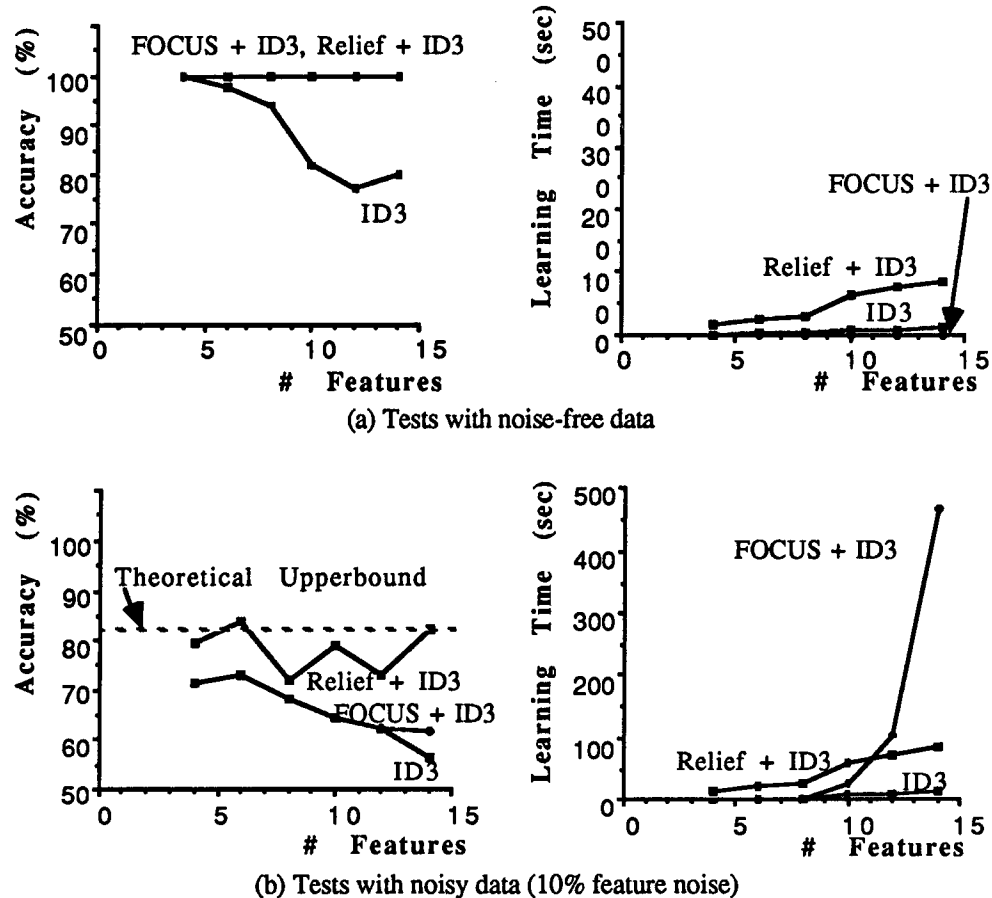 Accuracy (%)
FOCUS + ID3, Relief + ID3
100
90
80
70
60
50
ID3
0
5
10
15
# Features
Learning Time (sec)
50
0
40
0
30
0
20
0
10
0
0
FOCUS + ID3
Relief + ID3
ID3
0
5
10
15
# Features
(a) Tests with noise-free data
Accuracy (%)
100
90
80
70
60
50
Theoretical Upperbound
Relief + ID3
FOCUS + ID3
ID3
0
5
10
15
# Features
Learning Time (sec)
500
400
300
200
100
0
FOCUS + ID3
Relief + ID3
ID3
0
5
10
15
# Features
(b) Tests with noisy data (10% feature noise)